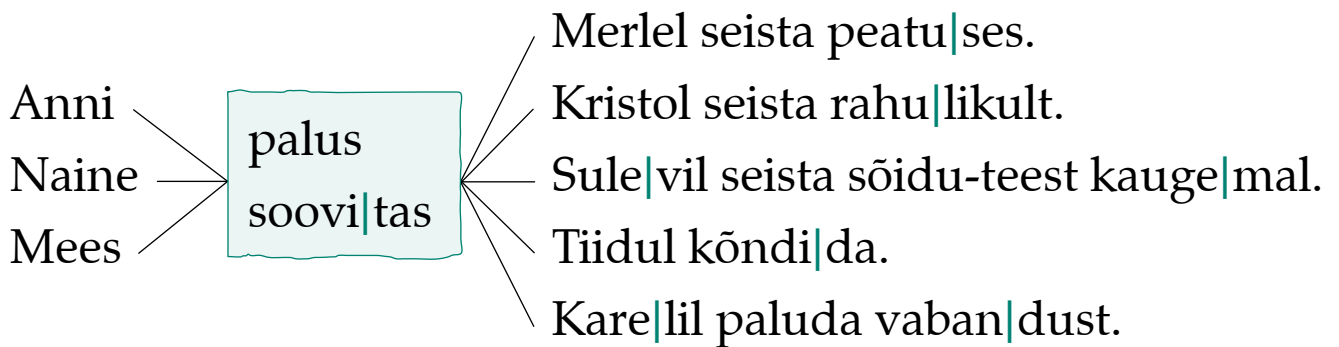 Anni
Naine
Mees
palus
soovi|tas
Merlel seista peatu|ses.
Kristol seista rahu|likult.
Sule|vil seista sõidu-teest kauge|mal.
Tiidul kõndi|da.
Kare|lil paluda vaban|dust.